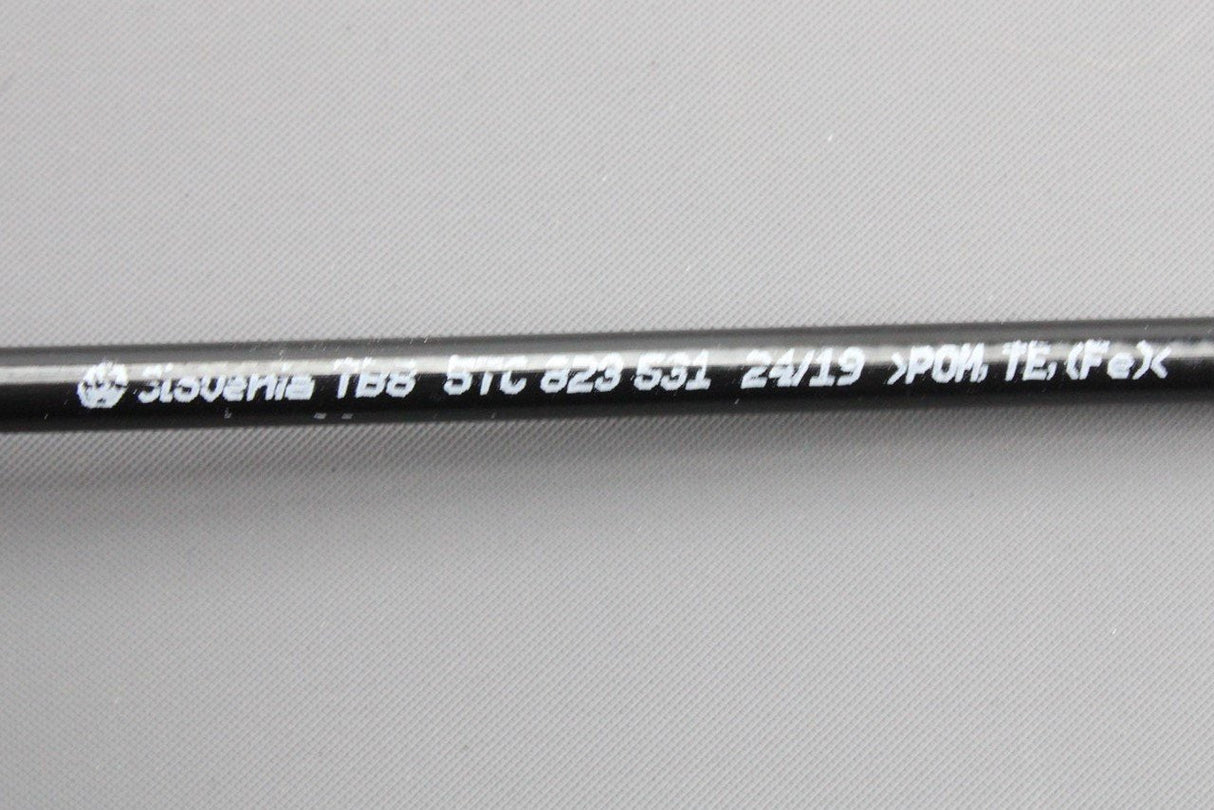 Slovenia TB8 5TC 823 531 24/19 >POM, TE, (Fe)<